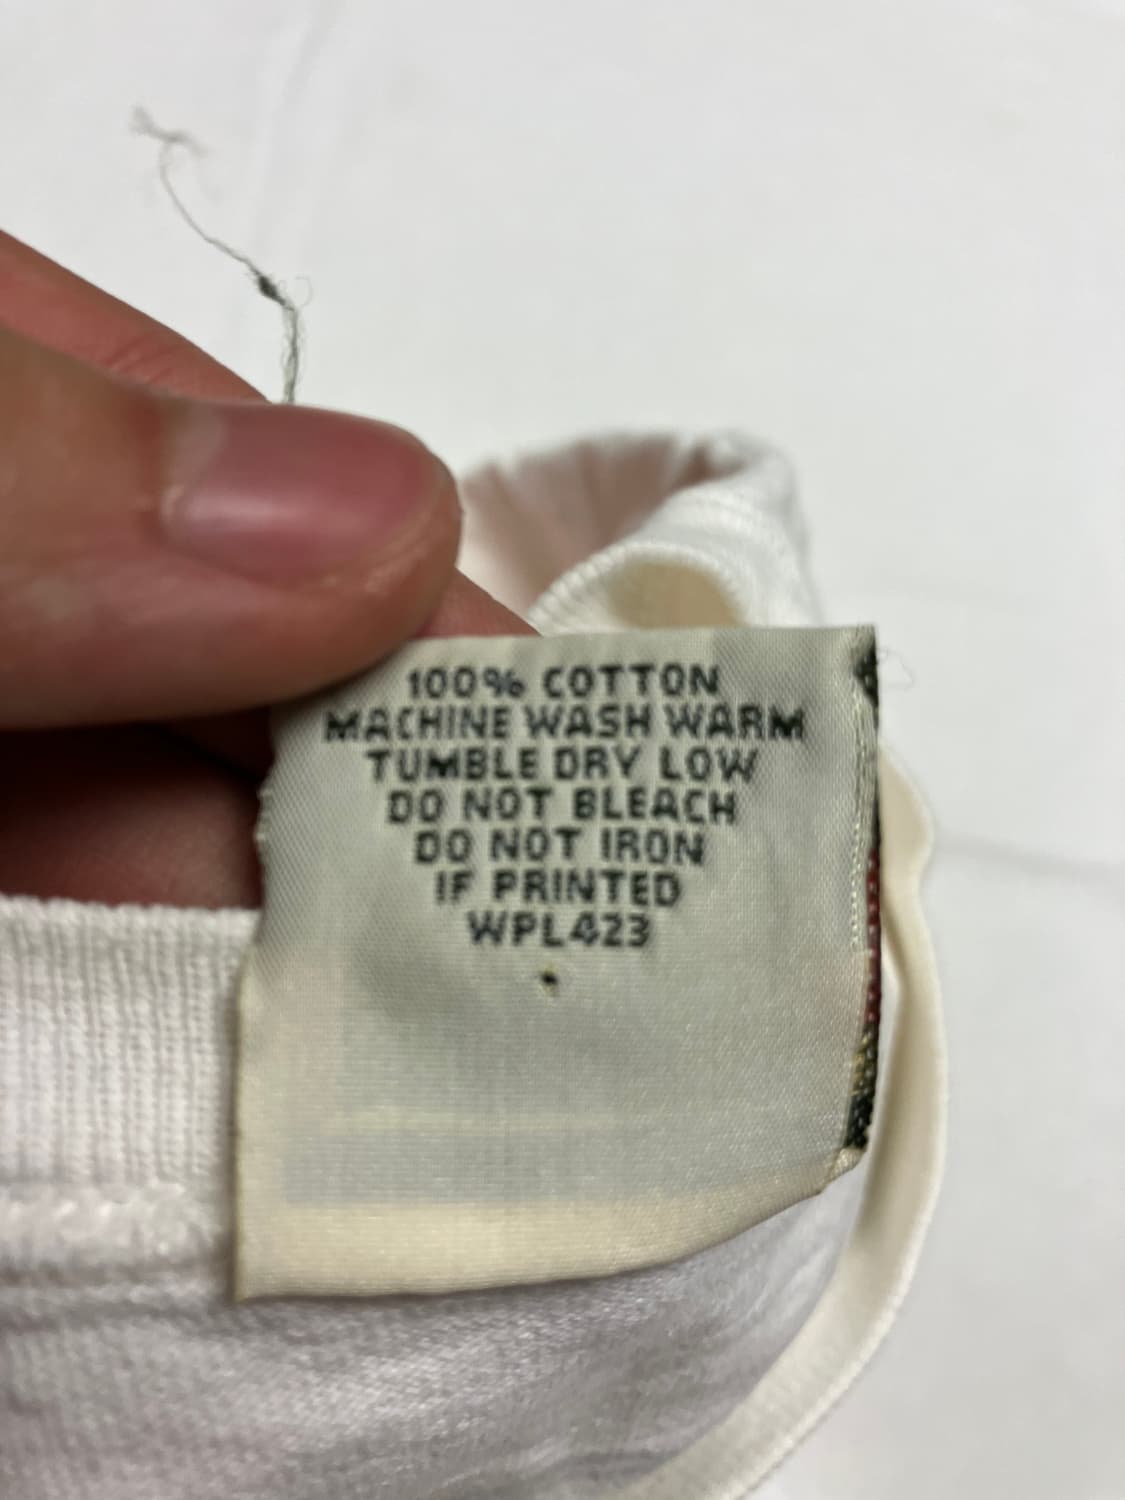 100% COTTON
MACHINE WASH WARM
TUMBLE DRY LOW
DO NOT BLEACH
DO NOT IRON
IF PRINTED
WPL423